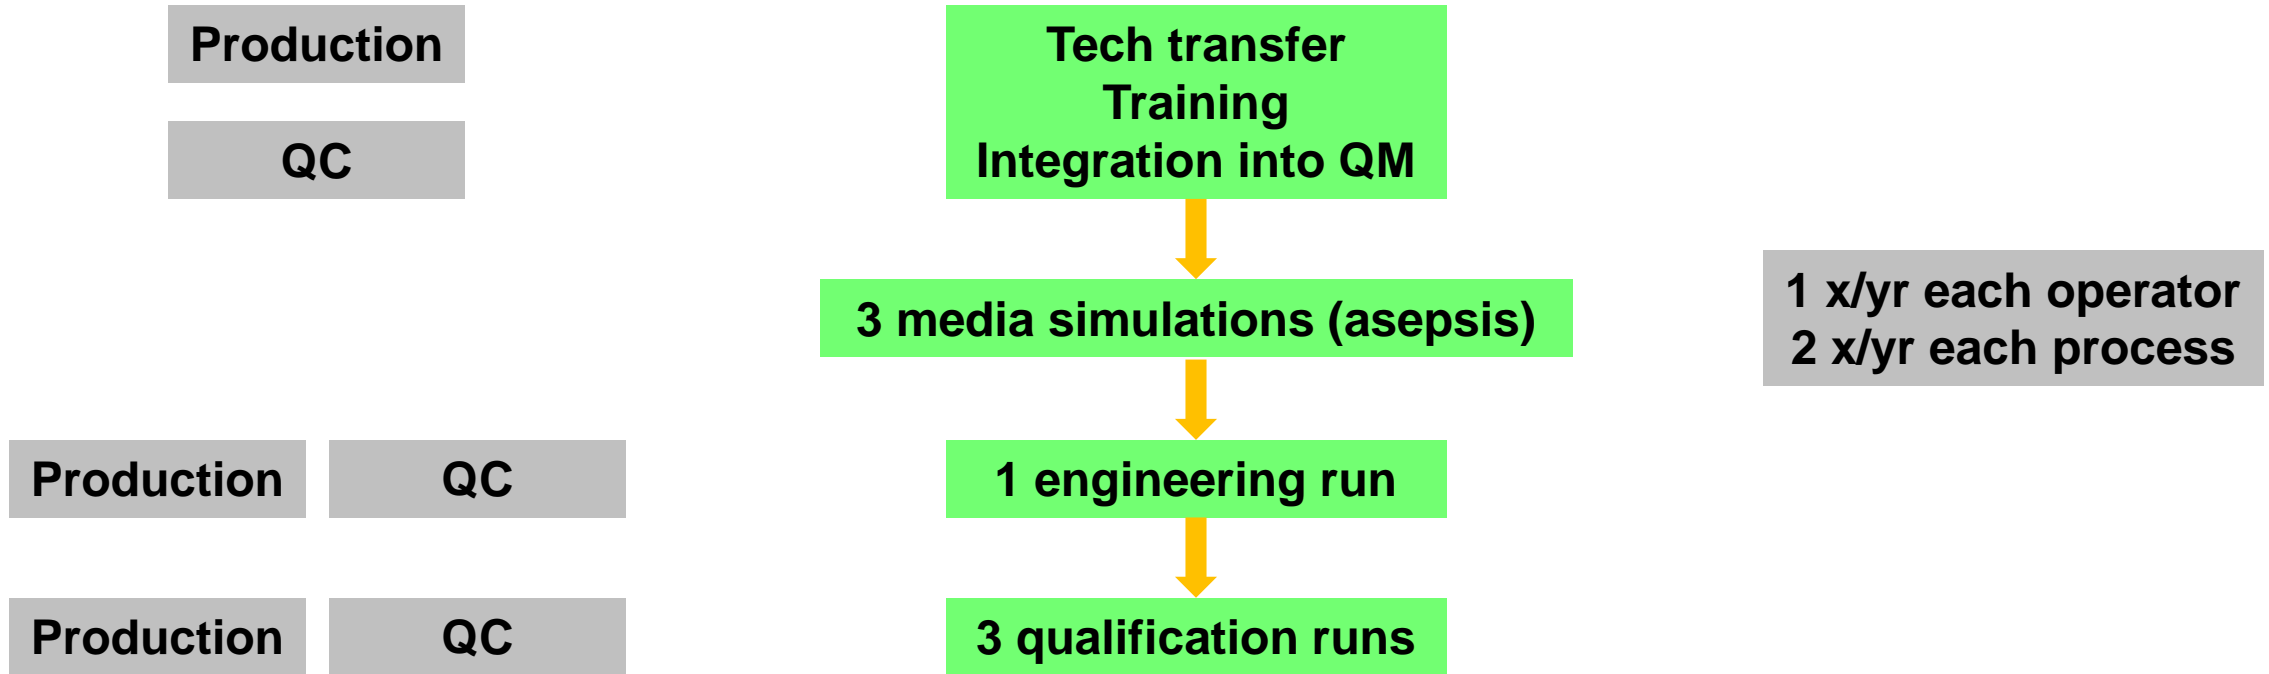 Production
QC
Tech transfer
Training
Integration into QM
3 media simulations (asepsis)
1 x/yr each operator
2 x/yr each process
Production
QC
1 engineering run
Production
QC
3 qualification runs